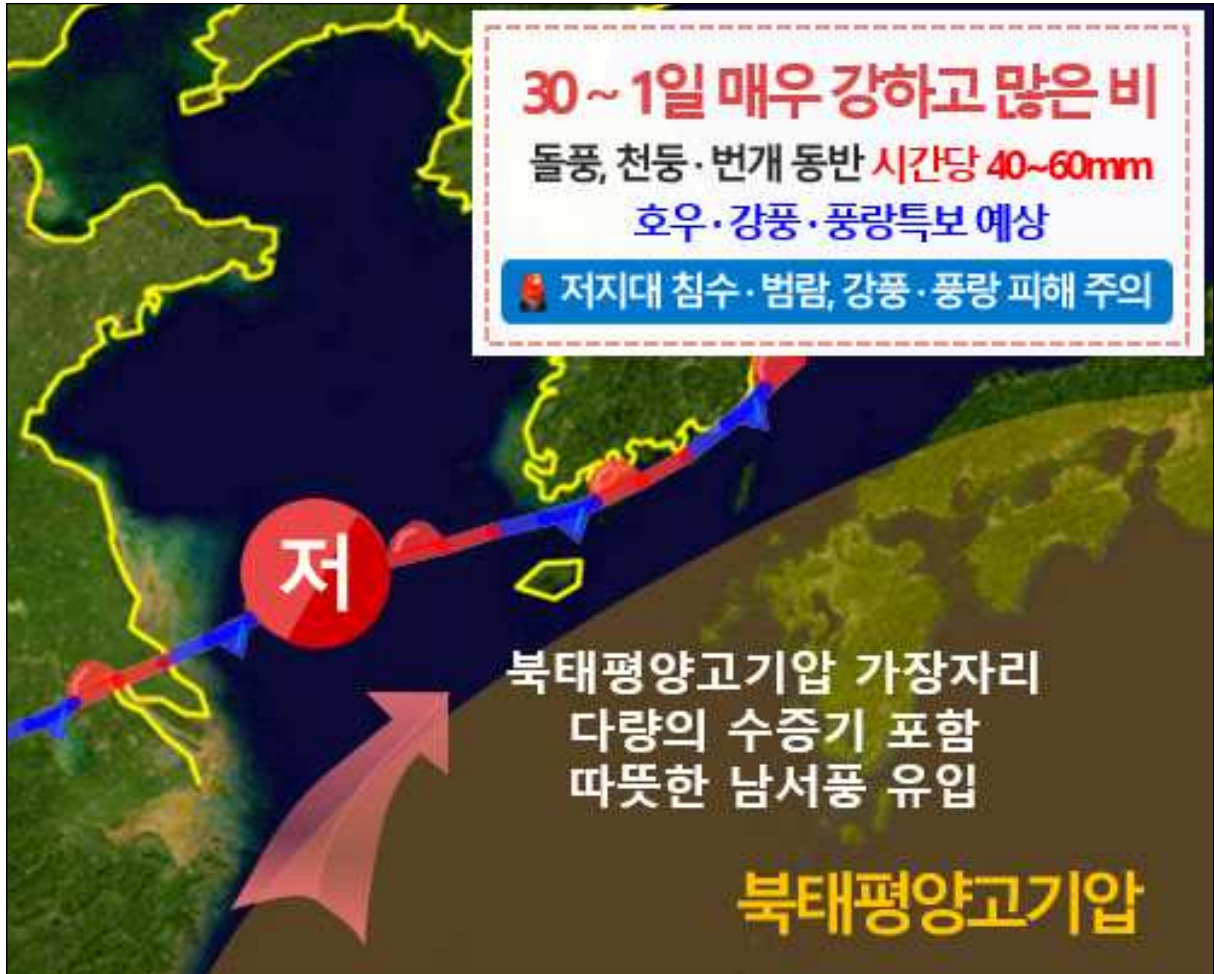 30 ~ 1일 매우 강하고 많은 비
돌풍, 천둥·번개 동반 시간당 40~60mm
호우·강풍·풍랑특보 예상
저지대 침수·범람, 강풍·풍랑 피해 주의
저
북태평양고기압 가장자리
다량의 수증기 포함
따뜻한 남서풍 유입
북태평양고기압